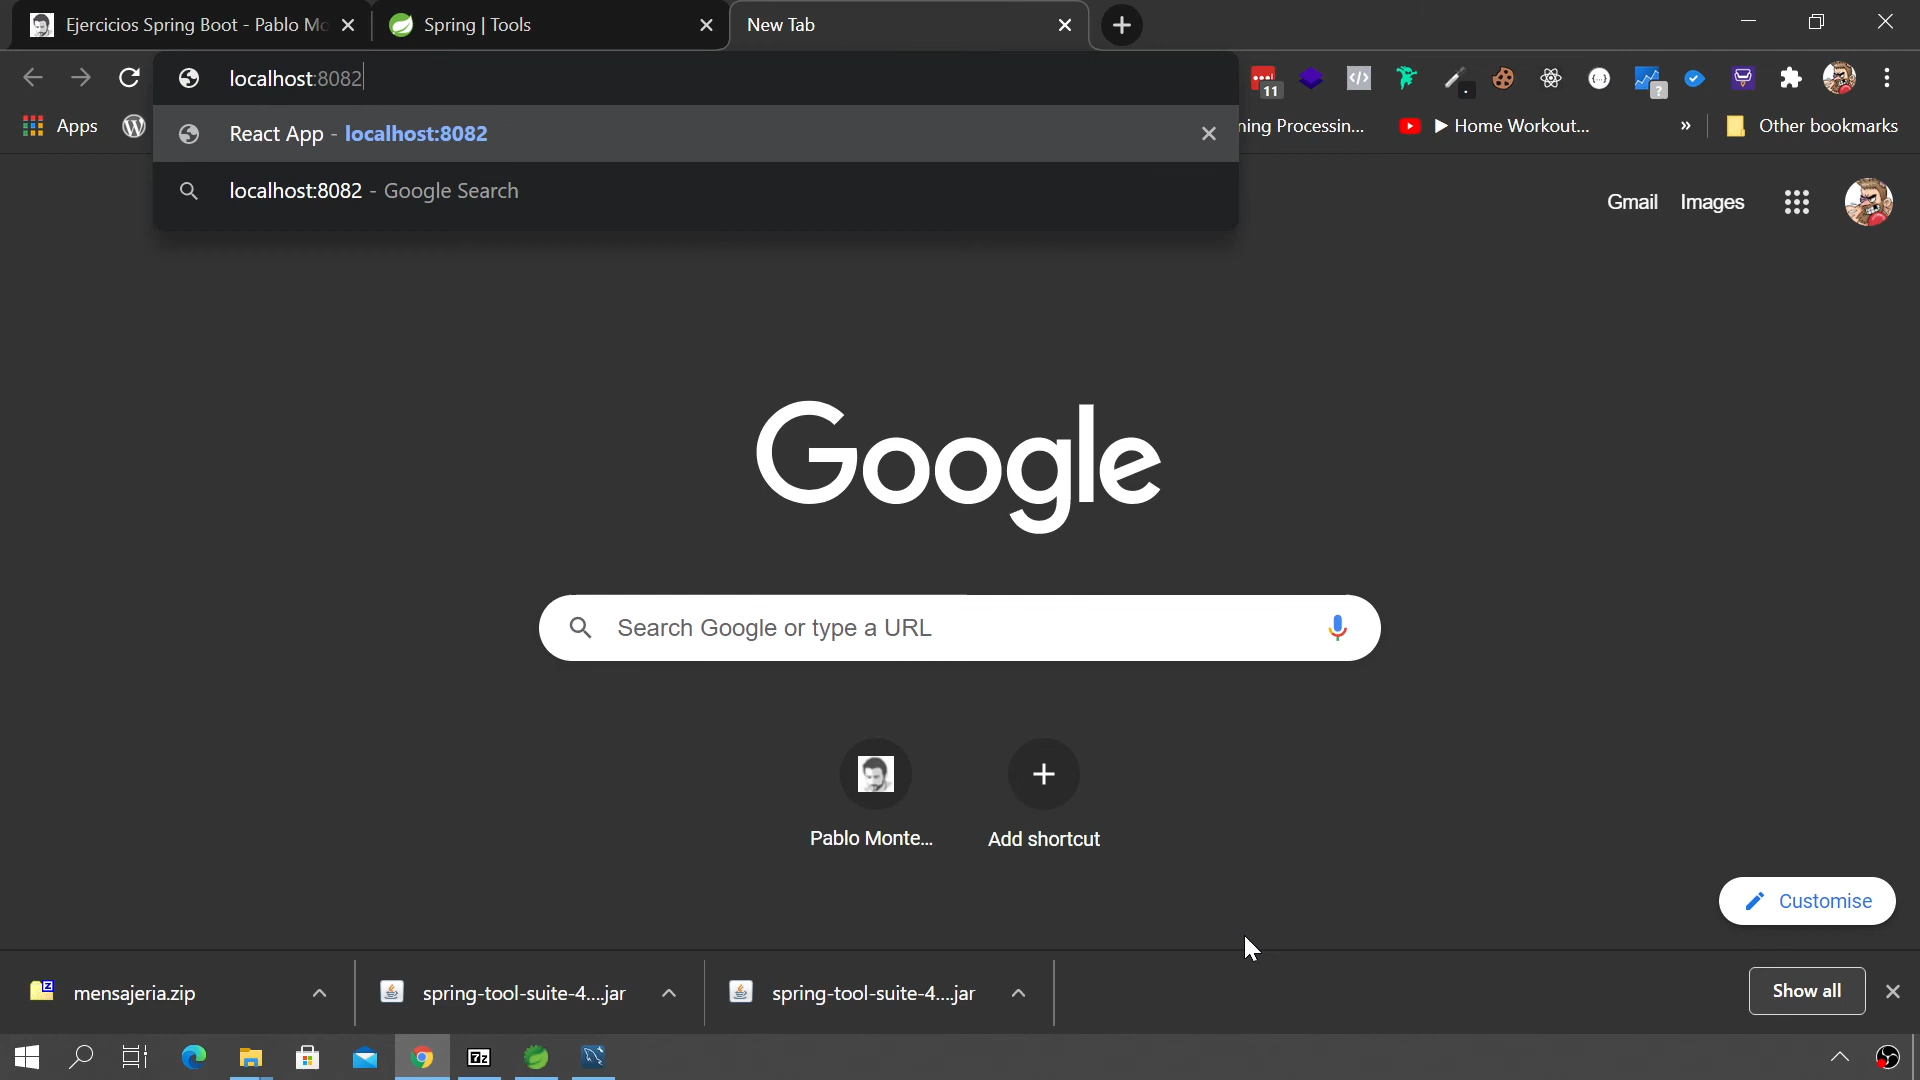 Ejercicios Spring Boot - Pablo Mo
Spring | Tools
New Tab
localhost:8082
11
?
React App - localhost:8082
localhost:8082 - Google Search
Apps
ning Processin...
▶ Home Workout...
»
Other bookmarks
Gmail
Images
Google
Search Google or type a URL
Pablo Monte...
Add shortcut
Customise
mensajeria.zip
spring-tool-suite-4....jar
spring-tool-suite-4....jar
Show all
7z